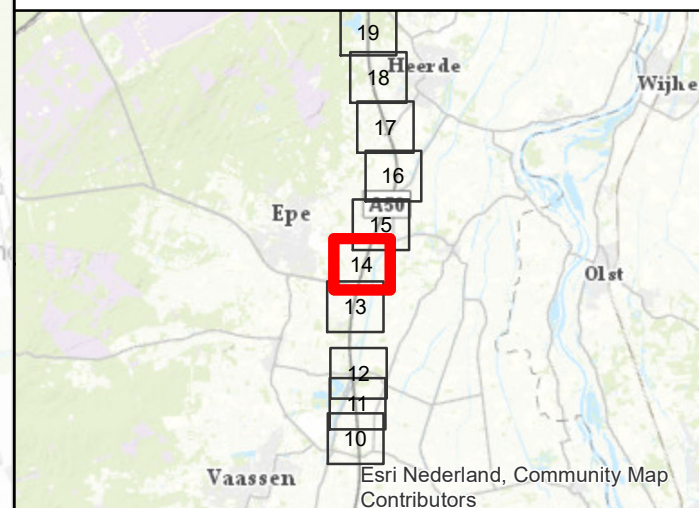 19
Heerde
18
Wijhe
17
16
A50
Epe
15
14
Olst
13
12
11
10
Vaassen
Esri Nederland, Community Map
Contributors